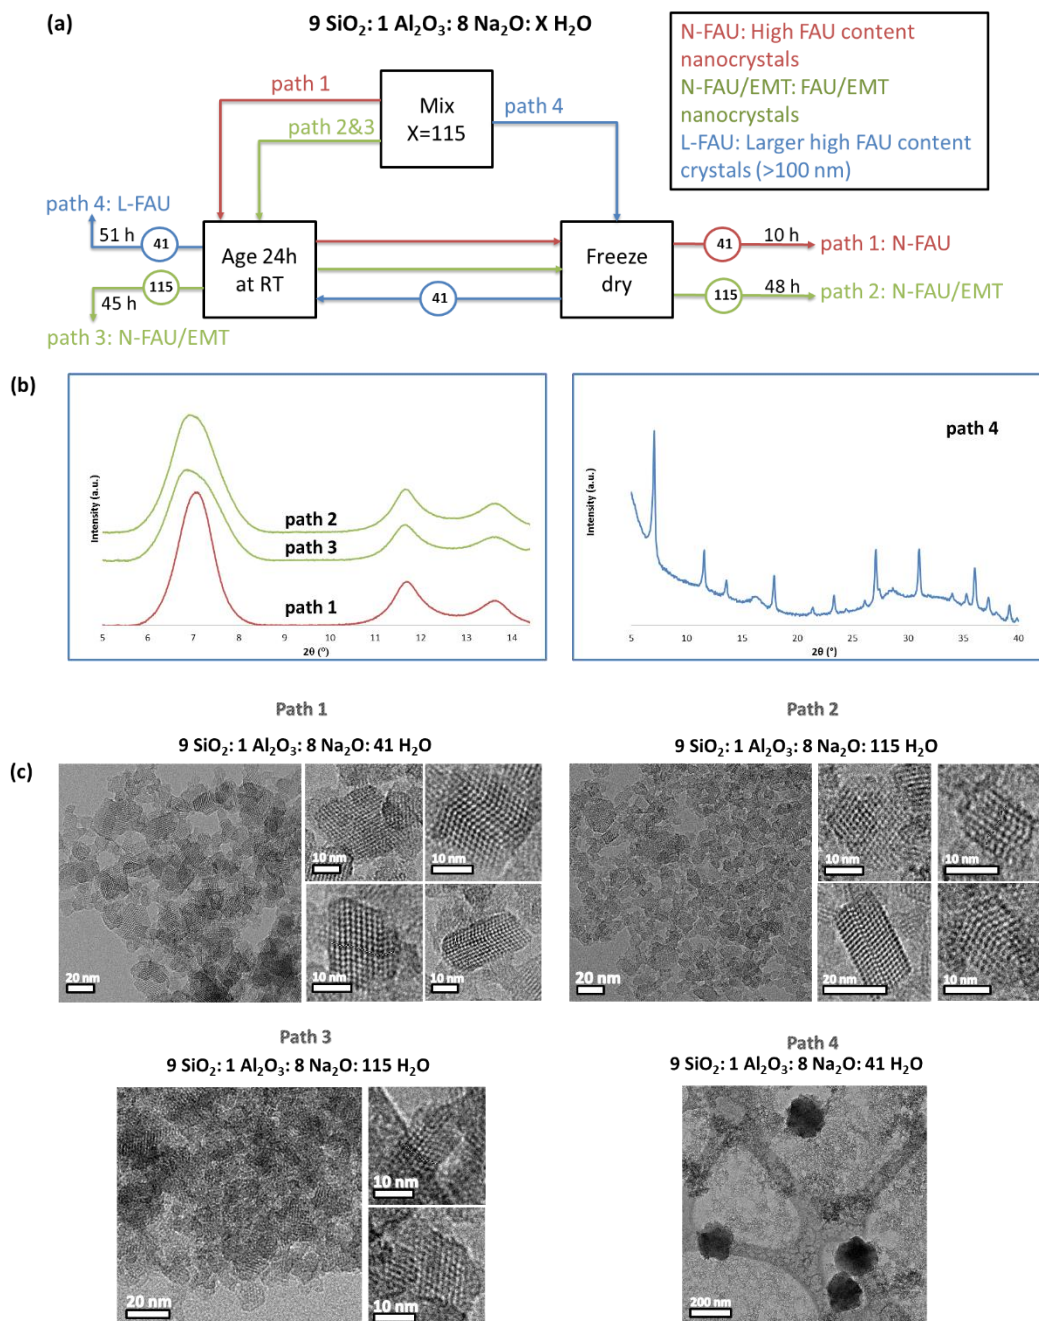 (a)
9 SiO₂: 1 Al₂O₃: 8 Na₂O: X H₂O
N-FAU: High FAU content
nanocrystals
N-FAU/EMT: FAU/EMT
nanocrystals
L-FAU: Larger high FAU content
crystals (>100 nm)
path 1
Mix
X=115
path 4
path 2&3
path 4: L-FAU
51 h
41
Age 24h
at RT
Freeze
dry
41
10 h
path 1: N-FAU
115
45 h
41
115
48 h
path 2: N-FAU/EMT
path 3: N-FAU/EMT
(b)
Intensity (a.u.)
path 2
path 3
path 1
5 6 7 8 9 10 11 12 13 14
2θ (°)
path 4
Intensity (a.u.)
5 10 15 20 25 30 35 40
2θ (°)
Path 1
9 SiO₂: 1 Al₂O₃: 8 Na₂O: 41 H₂O
Path 2
9 SiO₂: 1 Al₂O₃: 8 Na₂O: 115 H₂O
(c)
20 nm
10 nm
10 nm
10 nm
10 nm
20 nm
10 nm
10 nm
20 nm
10 nm
Path 3
9 SiO₂: 1 Al₂O₃: 8 Na₂O: 115 H₂O
Path 4
9 SiO₂: 1 Al₂O₃: 8 Na₂O: 41 H₂O
20 nm
10 nm
10 nm
200 nm